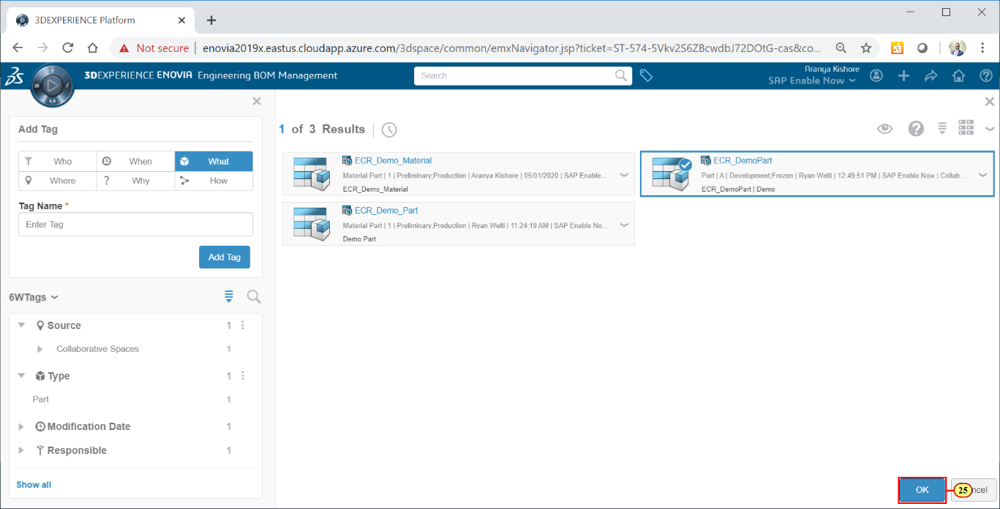 3DEXPERIENCE Platform
Not secure enovia2019x.eastus.cloudapp.azure.com/3dspace/common/emxNavigator.jsp?ticket=ST-574-5Vkv2S6ZBcwdbJ72DOtG-cas&co...
3DEXPERIENCE ENOVIA Engineering BOM Management
Search
Aranya Kishore
SAP Enable Now
3D
V.R
Add Tag
Who When What
Where ? Why How
Tag Name *
Enter Tag
Add Tag
6WTags
Source 1
Collaborative Spaces 1
Type 1
Part 1
Modification Date 1
Responsible 1
Show all
1 of 3 Results
ECR_Demo_Material
Material Part | 1 | Preliminary;Production | Aranya Kishore | 05/01/2020 | SAP Enable...
ECR_Demo_Material
ECR_DemoPart
Part | A | Development;Frozen | Ryan Welti | 12:49:51 PM | SAP Enable Now | Collab...
ECR_DemoPart | Demo
ECR_Demo_Part
Material Part | 1 | Preliminary;Production | Ryan Welti | 11:24:19 AM | SAP Enable No...
Demo Part
OK 25 ncel